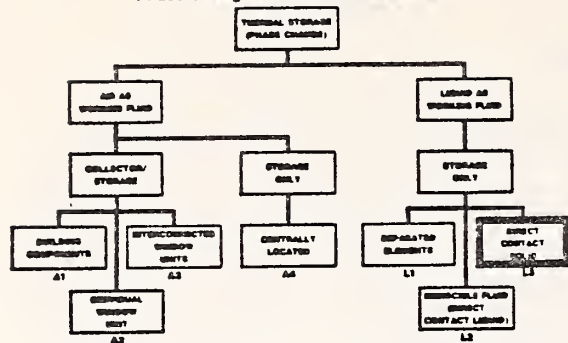 THERMAL STORAGE
(PHASE CHANGE)
AIR AS
WORKING FLUID
LIQUID AS
WORKING FLUID
COLLECTOR/
STORAGE
STORAGE
ONLY
STORAGE
ONLY
BUILDING
COMPONENTS
A1
INTERCONNECTED
WINDOW
UNITS
A3
CENTRALLY
LOCATED
A4
SEPARATED
ELEMENTS
L1
DIRECT
CONTACT
SOLID
L3
INDIVIDUAL
WINDOW
UNIT
A2
IMMISCIBLE FLUID
(DIRECT
CONTACT LIQUID)
L2